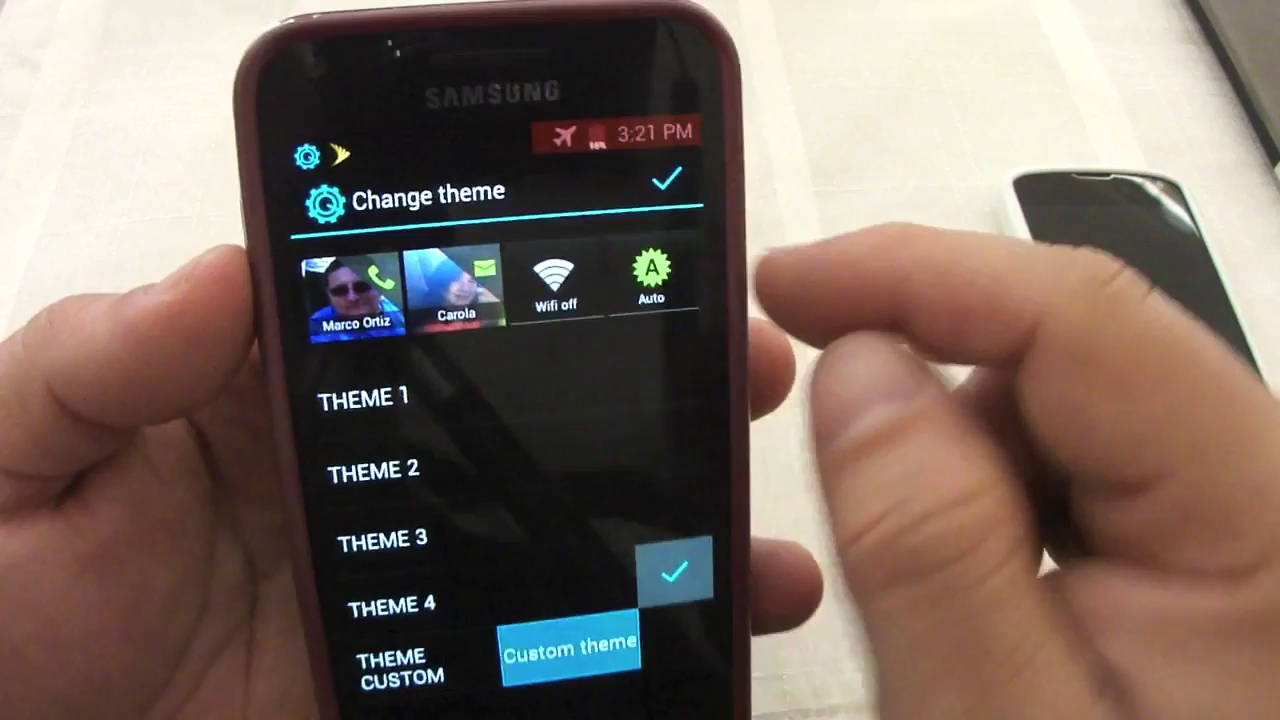 SAMSUNG
3:21 PM
Change theme
Marco Ortiz
Carola
Wifi off
A
Auto
THEME 1
THEME 2
THEME 3
THEME 4
THEME
CUSTOM
Custom theme